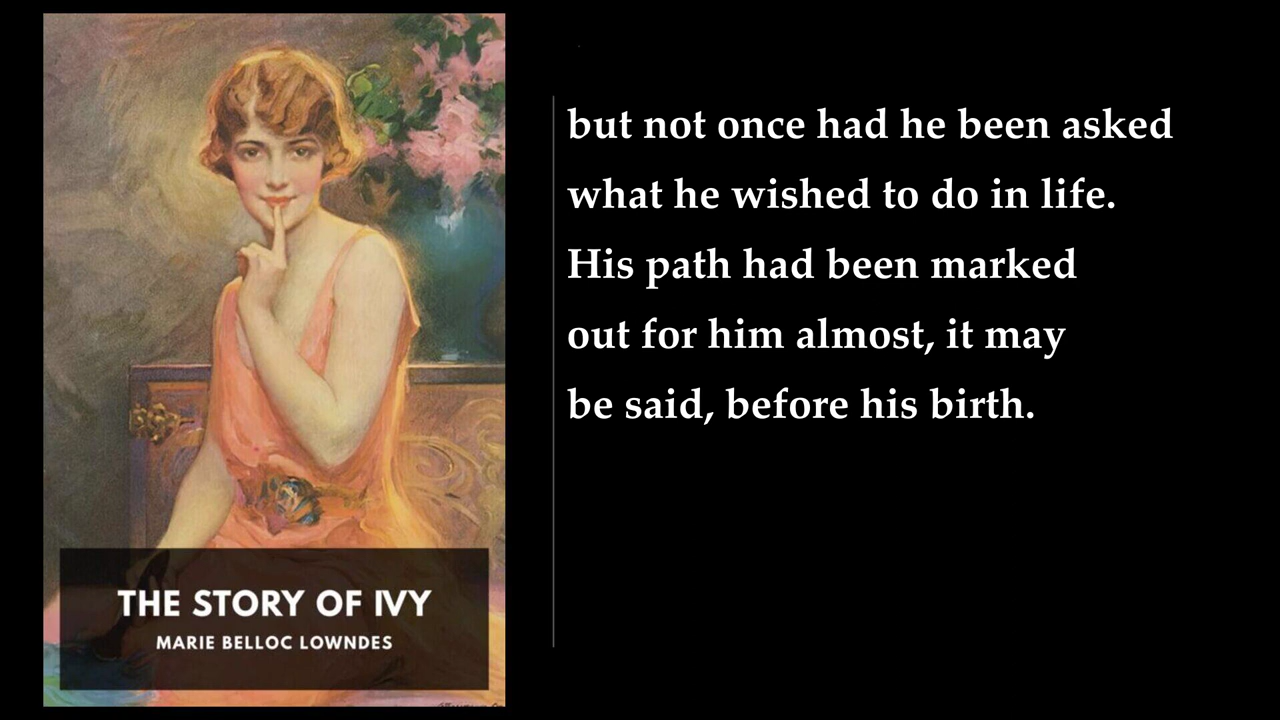 THE STORY OF IVY
MARIE BELLOC LOWNDES
but not once had he been asked
what he wished to do in life.
His path had been marked
out for him almost, it may
be said, before his birth.